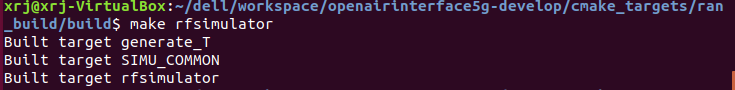 xrj@xrj-VirtualBox:~/dell/workspace/openairinterface5g-develop/cmake_targets/ran
_build/build$ make rfsimulator
Built target generate_T
Built target SIMU_COMMON
Built target rfsimulator